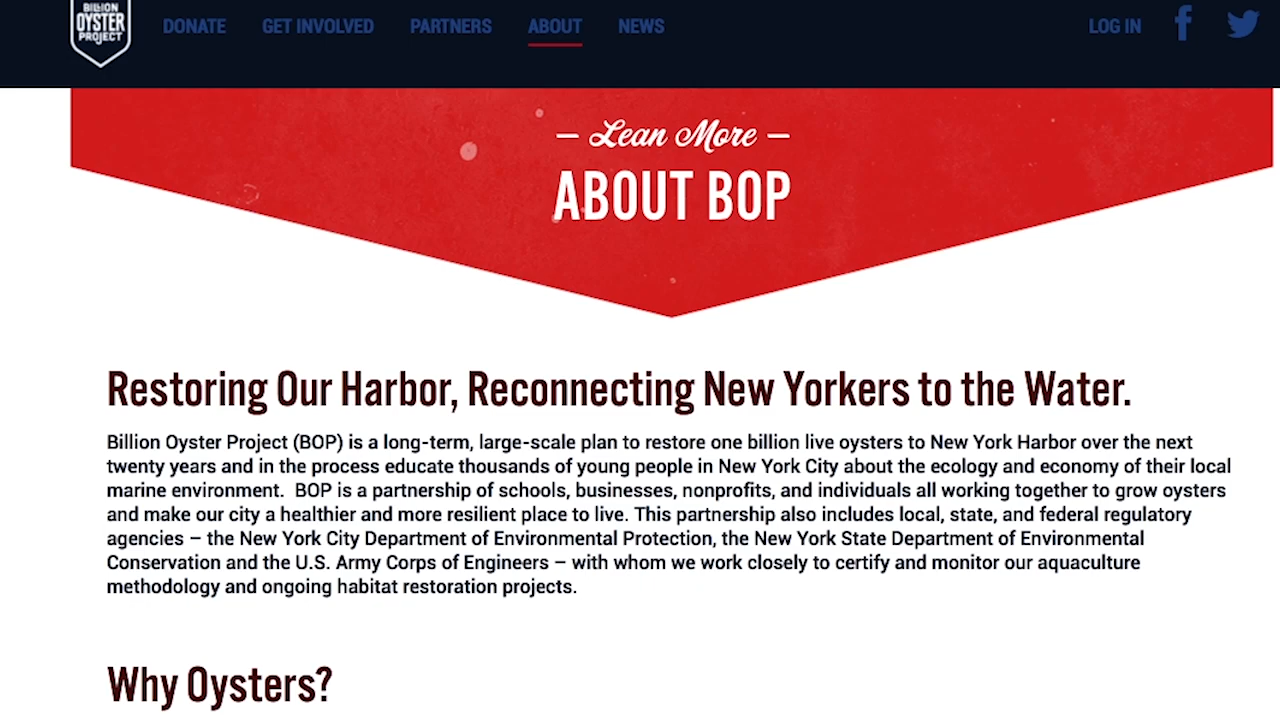 BILLION
OYSTER
PROJECT
DONATE GET INVOLVED PARTNERS ABOUT NEWS LOG IN
— Lean More —
ABOUT BOP
Restoring Our Harbor, Reconnecting New Yorkers to the Water.
Billion Oyster Project (BOP) is a long-term, large-scale plan to restore one billion live oysters to New York Harbor over the next
twenty years and in the process educate thousands of young people in New York City about the ecology and economy of their local
marine environment.  BOP is a partnership of schools, businesses, nonprofits, and individuals all working together to grow oysters
and make our city a healthier and more resilient place to live. This partnership also includes local, state, and federal regulatory
agencies – the New York City Department of Environmental Protection, the New York State Department of Environmental
Conservation and the U.S. Army Corps of Engineers – with whom we work closely to certify and monitor our aquaculture
methodology and ongoing habitat restoration projects.
Why Oysters?